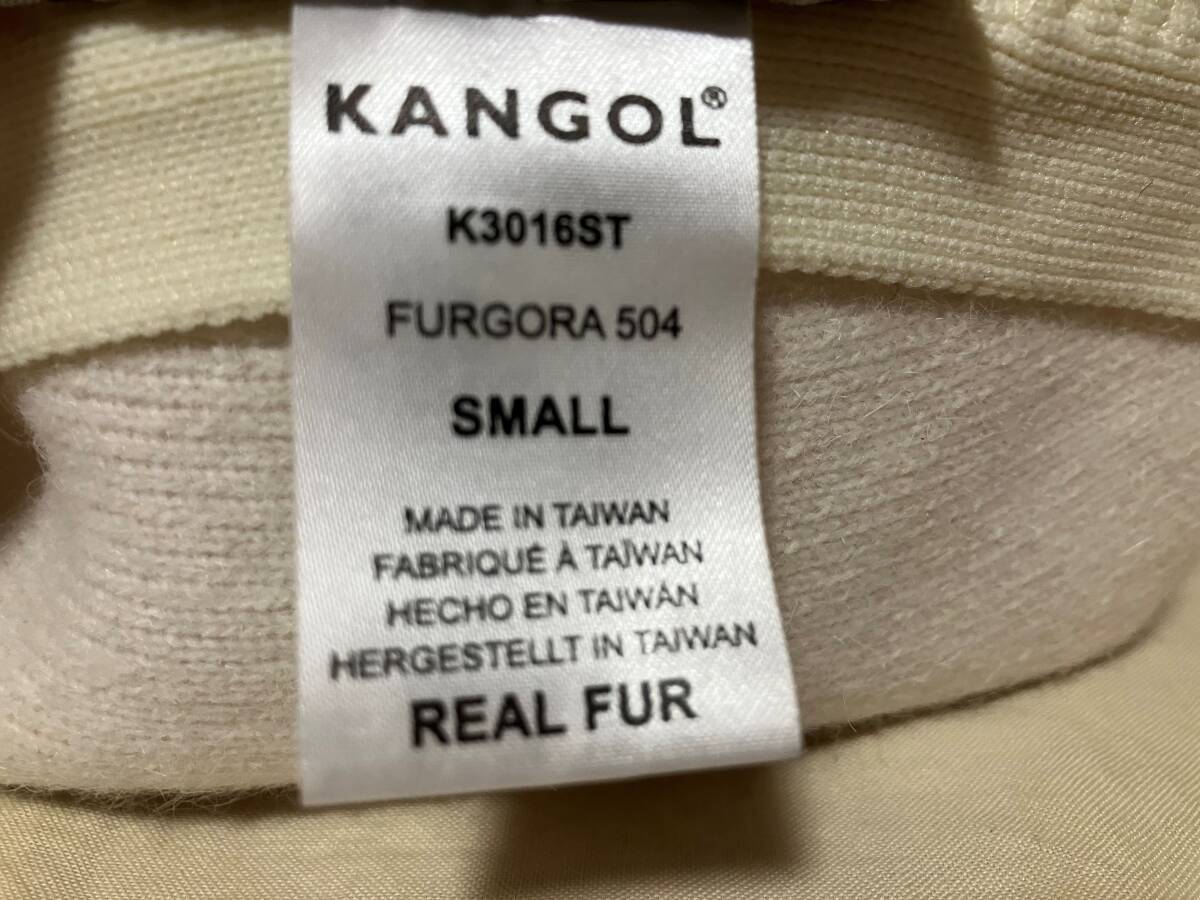 KANGOL®
K3016ST
FURGORA 504
SMALL
MADE IN TAIWAN
FABRIQUÉ À TAÏWAN
HECHO EN TAIWÁN
HERGESTELLT IN TAIWAN
REAL FUR